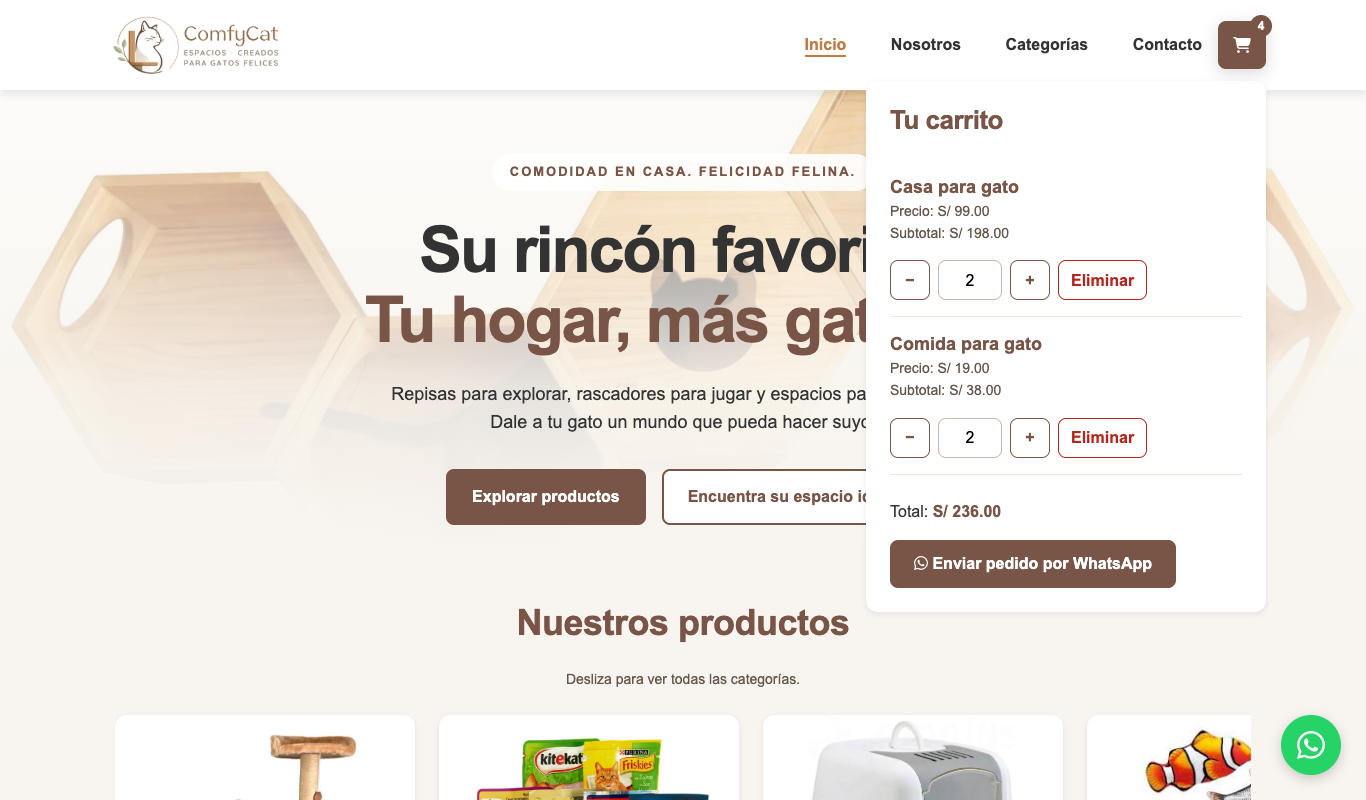 ComfyCat
ESPACIOS CREADOS
PARA GATOS FELICES
Inicio
Nosotros
Categorías
Contacto
4
Tu carrito
Casa para gato
Precio: S/ 99.00
Subtotal: S/ 198.00
− 2 + Eliminar
Comida para gato
Precio: S/ 19.00
Subtotal: S/ 38.00
− 2 + Eliminar
Total: S/ 236.00
Enviar pedido por WhatsApp
COMODIDAD EN CASA. FELICIDAD FELINA.
Su rincón favori
Tu hogar, más gat
Repisas para explorar, rascadores para jugar y espacios pa
Dale a tu gato un mundo que pueda hacer suyo
Explorar productos
Encuentra su espacio id
Nuestros productos
Desliza para ver todas las categorías.
kitekat
PURINA
Friskies